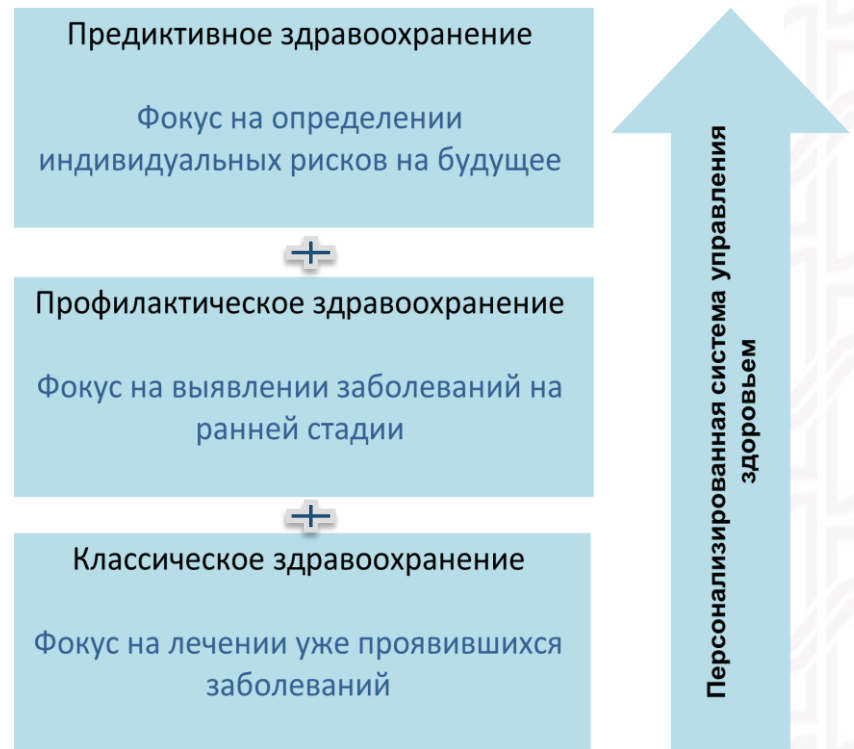 Предиктивное здравоохранение
Фокус на определении
индивидуальных рисков на будущее
+
Профилактическое здравоохранение
Фокус на выявлении заболеваний на
ранней стадии
+
Классическое здравоохранение
Фокус на лечении уже проявившихся
заболеваний
Персонализированная система управления
здоровьем